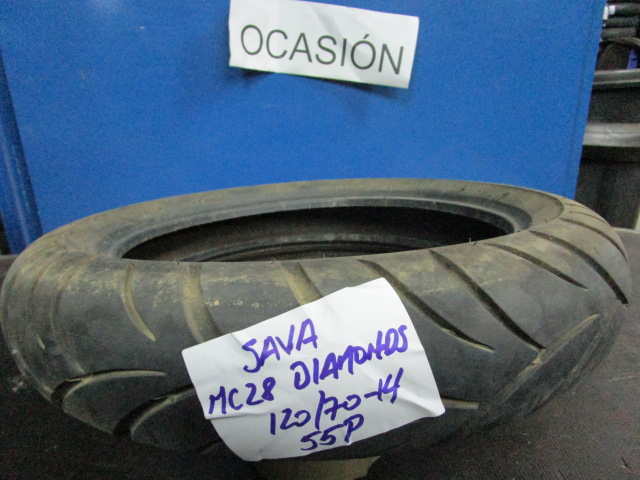 OCASIÓN
SAVA
MC28 DIAMONDS
120/70-14
55P